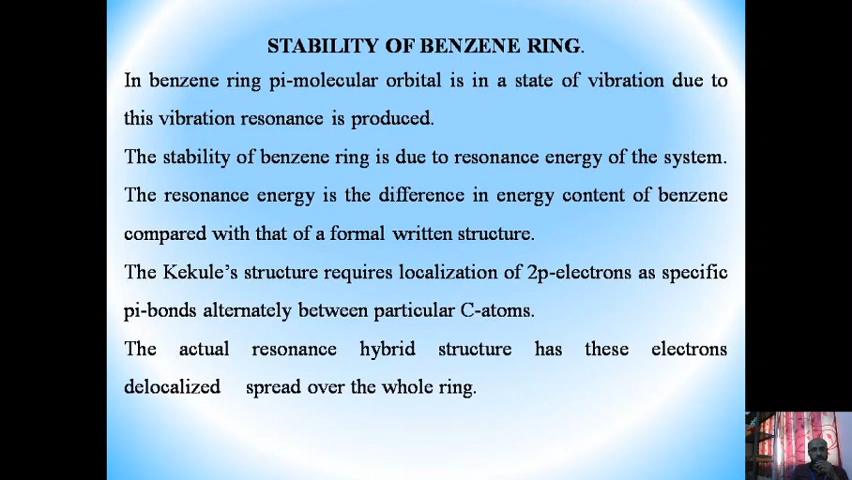 STABILITY OF BENZENE RING.
In benzene ring pi-molecular orbital is in a state of vibration due to
this vibration resonance is produced.
The stability of benzene ring is due to resonance energy of the system.
The resonance energy is the difference in energy content of benzene
compared with that of a formal written structure.
The Kekule's structure requires localization of 2p-electrons as specific
pi-bonds alternately between particular C-atoms.
The actual resonance hybrid structure has these electrons
delocalized spread over the whole ring.